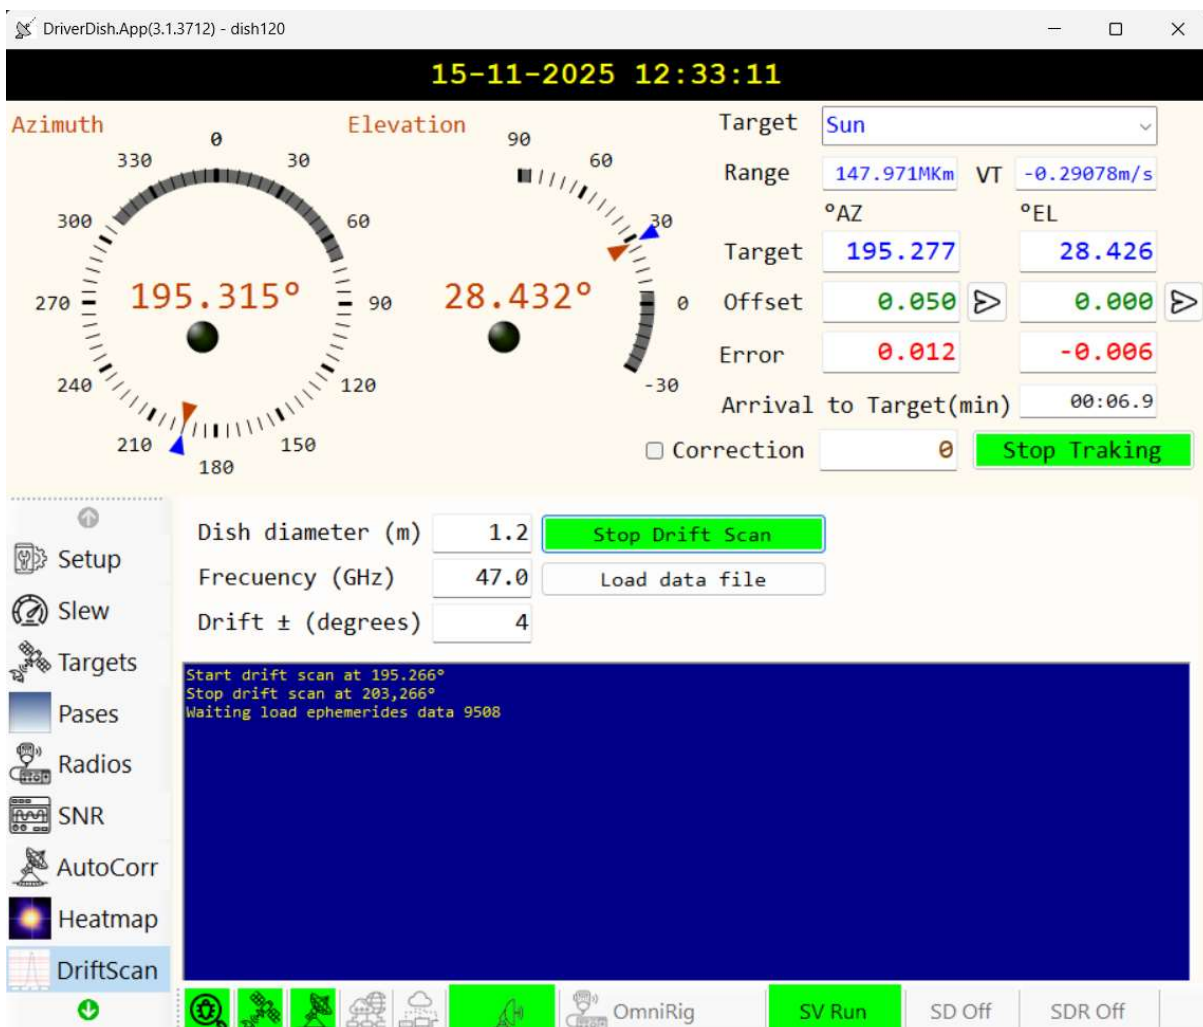 DriverDish.App(3.1.3712) - dish120
15-11-2025 12:33:11
Azimuth
0
30
60
90
120
150
180
210
240
270
300
330
195.315°
Elevation
90
60
30
0
-30
28.432°
Target Sun
Range 147.971MKm VT -0.29078m/s
°AZ °EL
Target 195.277 28.426
Offset 0.050 0.000
Error 0.012 -0.006
Arrival to Target(min) 00:06.9
Correction 0 Stop Traking
Setup
Slew
Targets
Pases
Radios
SNR
AutoCorr
Heatmap
DriftScan
Dish diameter (m) 1.2 Stop Drift Scan
Frecuency (GHz) 47.0 Load data file
Drift ± (degrees) 4
Start drift scan at 195.266°
Stop drift scan at 203,266°
Waiting load ephemerides data 9508
OmniRig SV Run SD Off SDR Off